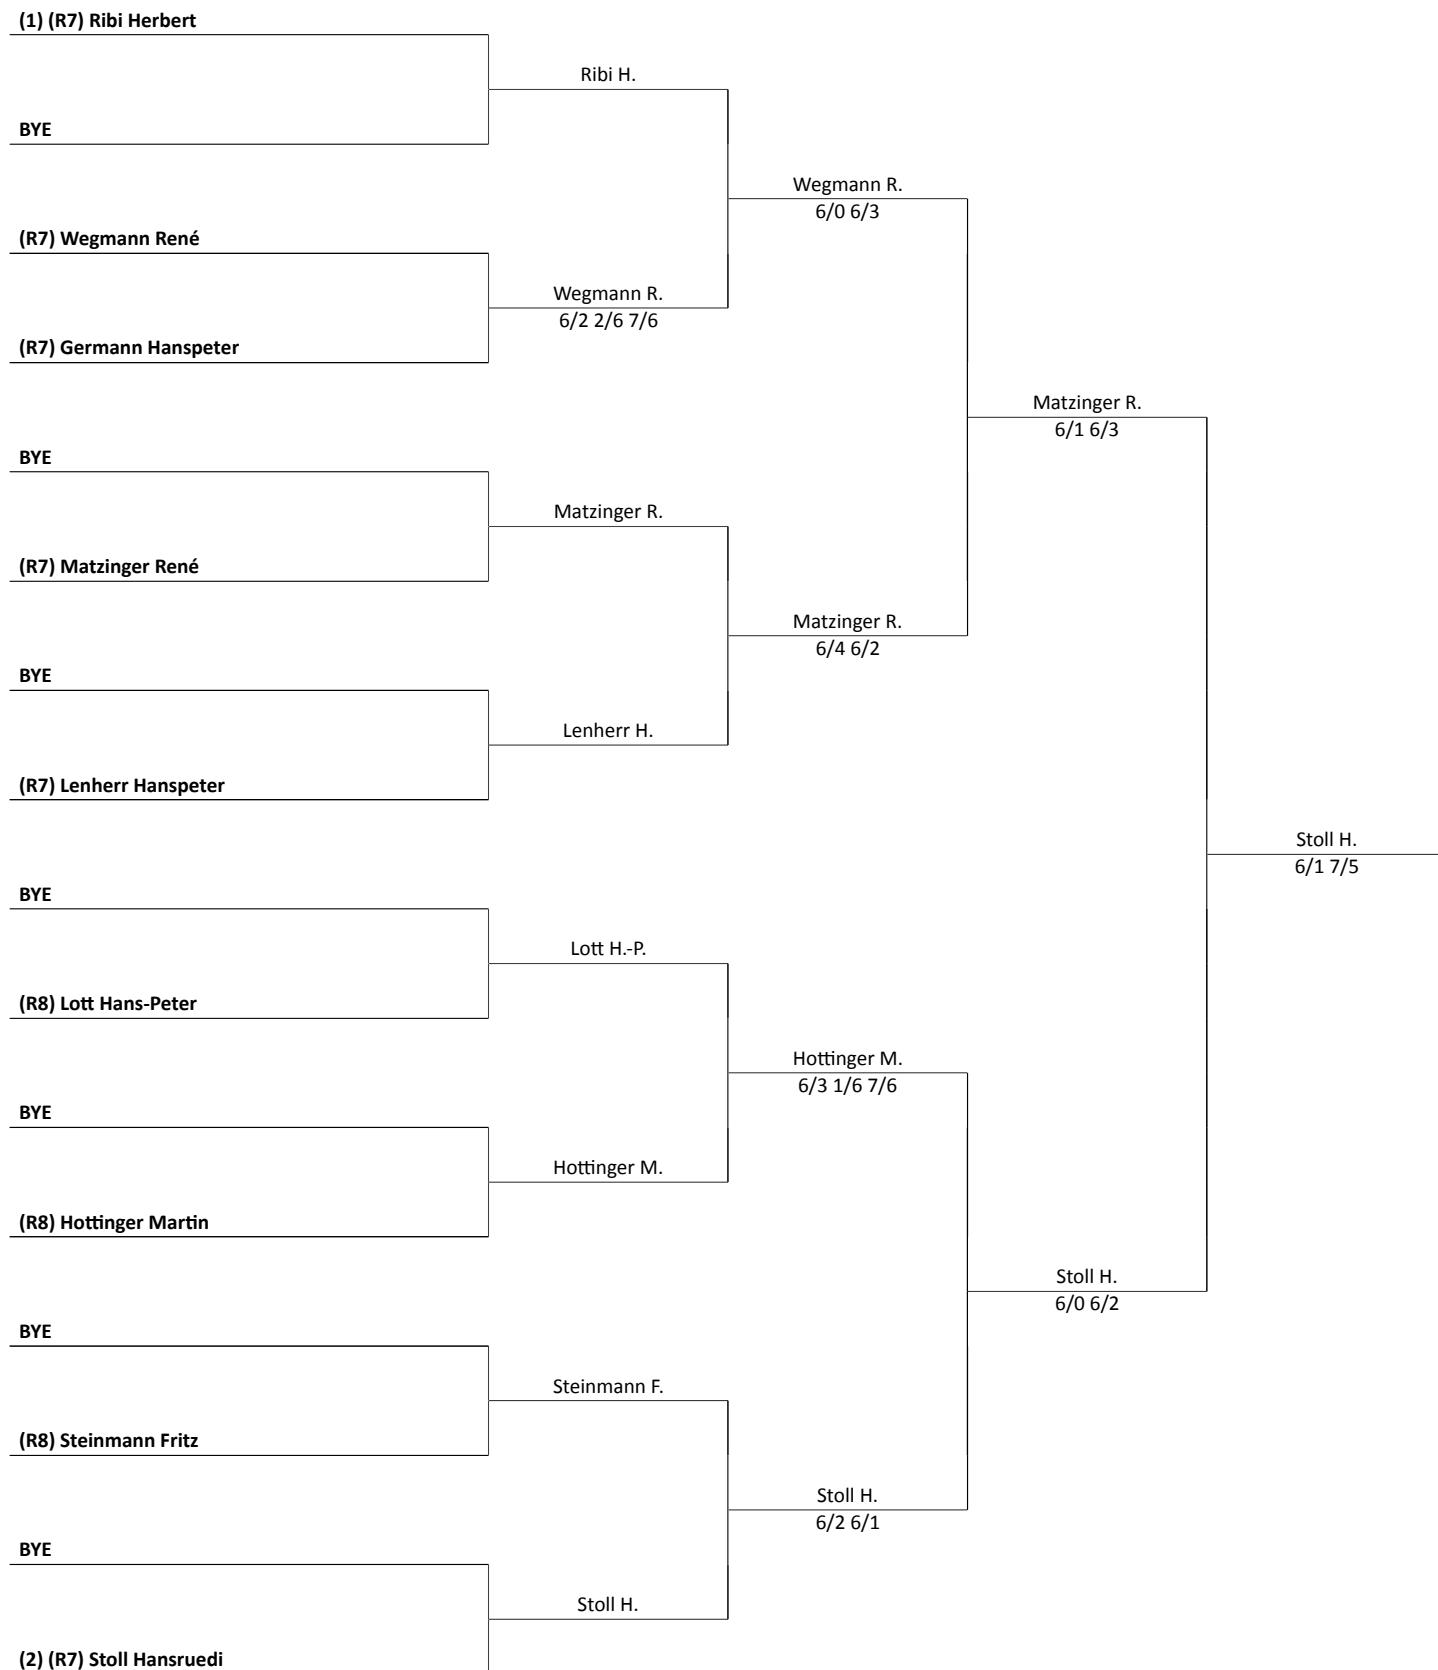 (1) (R7) Ribi Herbert
Ribi H.
BYE
Wegmann R.
6/0 6/3
(R7) Wegmann René
Wegmann R.
6/2 2/6 7/6
(R7) Germann Hanspeter
Matzinger R.
6/1 6/3
BYE
Matzinger R.
(R7) Matzinger René
Matzinger R.
6/4 6/2
BYE
Lenherr H.
(R7) Lenherr Hanspeter
Stoll H.
6/1 7/5
BYE
Lott H.-P.
(R8) Lott Hans-Peter
Hottinger M.
6/3 1/6 7/6
BYE
Hottinger M.
(R8) Hottinger Martin
Stoll H.
6/0 6/2
BYE
Steinmann F.
(R8) Steinmann Fritz
Stoll H.
6/2 6/1
BYE
Stoll H.
(2) (R7) Stoll Hansruedi